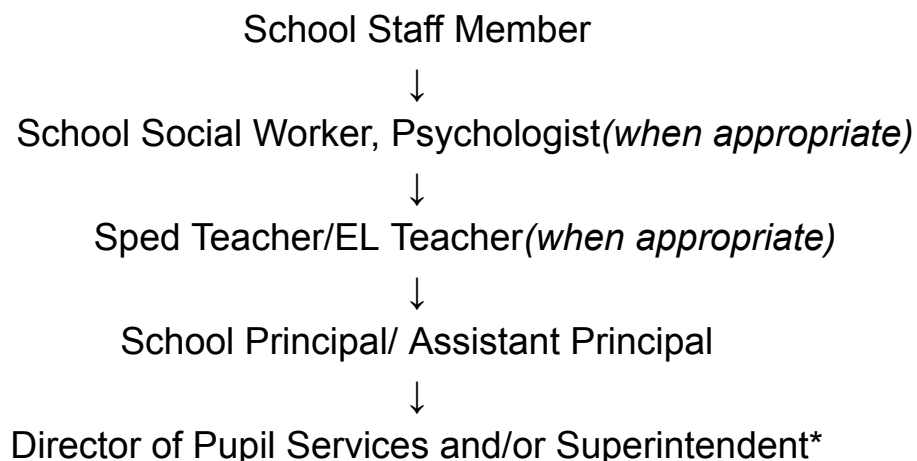 School Staff Member
↓
School Social Worker, Psychologist(when appropriate)
↓
Sped Teacher/EL Teacher(when appropriate)
↓
School Principal/ Assistant Principal
↓
Director of Pupil Services and/or Superintendent*